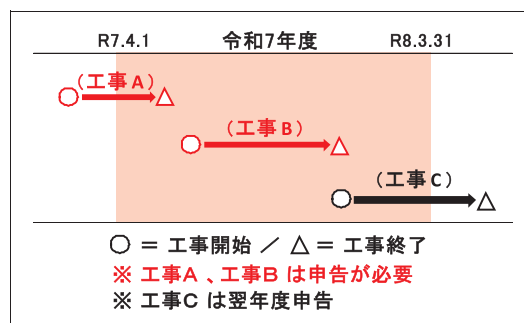 R7.4.1 令和7年度 R8.3.31
(工事A)
(工事B)
(工事C)
○ = 工事開始 / △ = 工事終了
※ 工事A、工事B は申告が必要
※ 工事C は翌年度申告